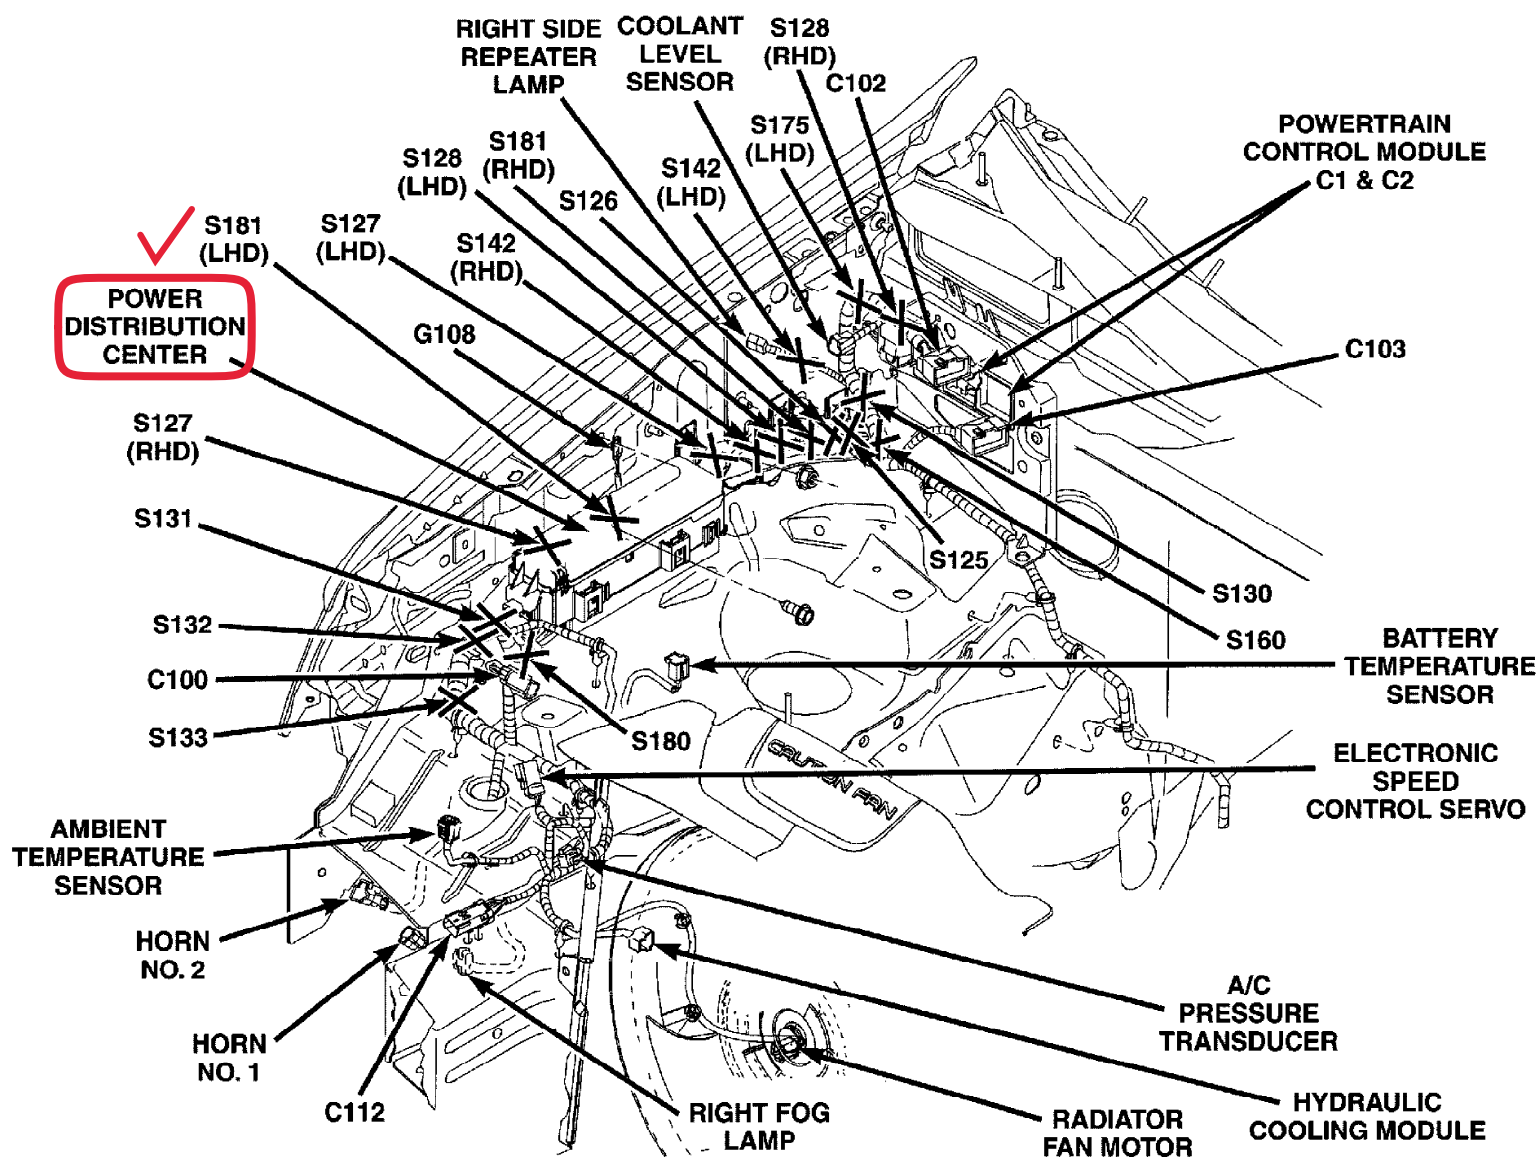 RIGHT SIDE
REPEATER
LAMP
COOLANT
LEVEL
SENSOR
S128
(RHD)
C102
S175
(LHD)
POWERTRAIN
CONTROL MODULE
C1 & C2
S181
(RHD)
S128
(LHD)
S142
(LHD)
S126
S127
(LHD)
S181
(LHD)
S142
(RHD)
POWER
DISTRIBUTION
CENTER
G108
C103
S127
(RHD)
S131
S125
S130
S132
S160
BATTERY
TEMPERATURE
SENSOR
C100
S133
S180
CAUTION FAN
ELECTRONIC
SPEED
CONTROL SERVO
AMBIENT
TEMPERATURE
SENSOR
HORN
NO. 2
A/C
PRESSURE
TRANSDUCER
HORN
NO. 1
C112
RIGHT FOG
LAMP
RADIATOR
FAN MOTOR
HYDRAULIC
COOLING MODULE